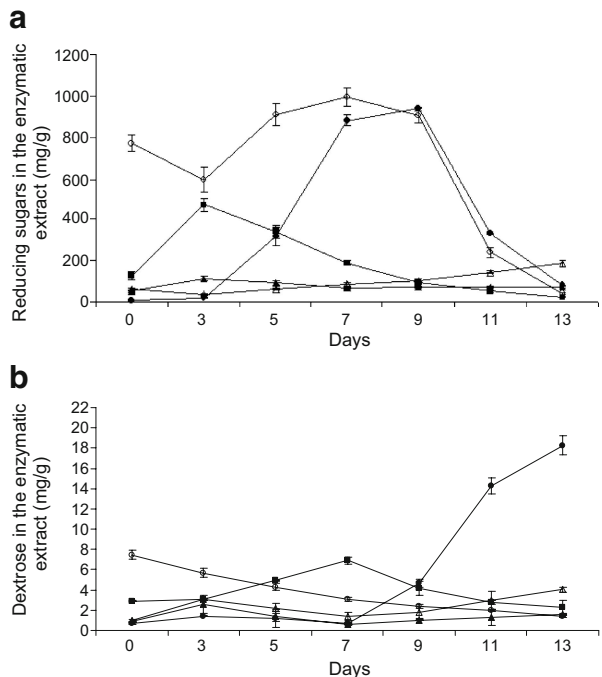 a
Reducing sugars in the enzymatic
extract (mg/g)
1200
1000
800
600
400
200
0
0 3 5 7 9 11 13
Days
b
Dextrose in the enzymatic
extract (mg/g)
22
20
18
16
14
12
10
8
6
4
2
0
0 3 5 7 9 11 13
Days